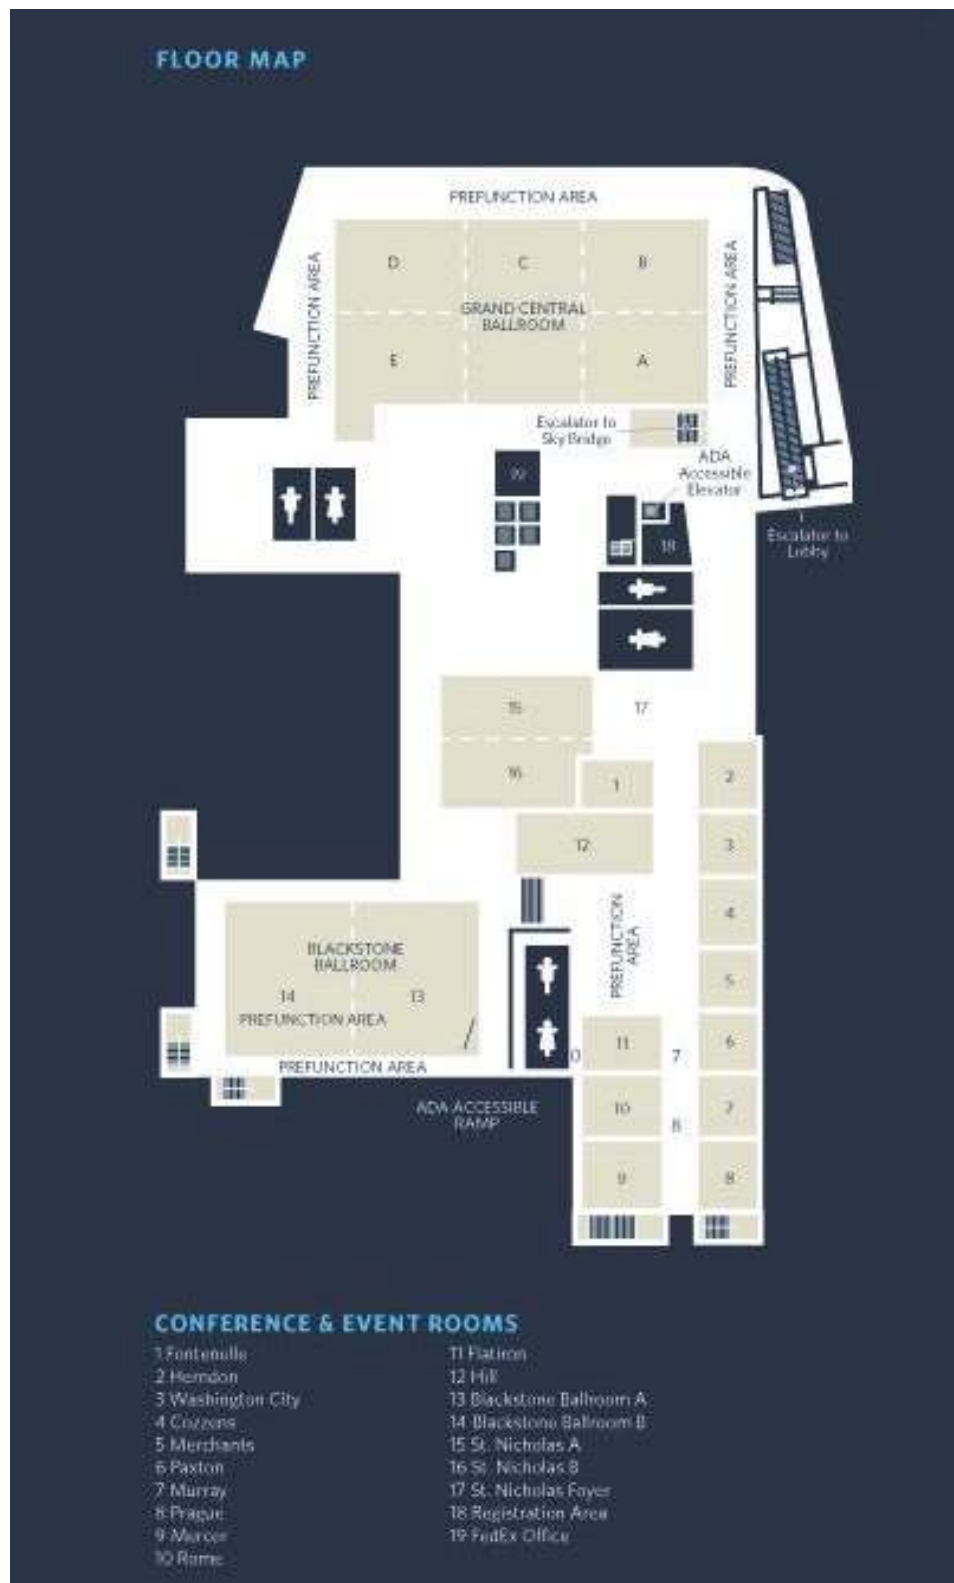 FLOOR MAP
PREFUNCTION AREA
D
C
B
PREFUNCTION AREA
PREFUNCTION AREA
GRAND CENTRAL
BALLROOM
E
A
Escalator to
Sky Bridge
ADA
Accessible
Elevator
19
18
Escalator to
Lobby
15
17
16
1
2
12
3
4
PREFUNCTION
AREA
BLACKSTONE
BALLROOM
5
14
13
PREFUNCTION AREA
11
6
0
7
PREFUNCTION AREA
ADA ACCESSIBLE
RAMP
10
7
8
9
8
CONFERENCE & EVENT ROOMS
1 Fontenelle
2 Herndon
3 Washington City
4 Cozzens
5 Merchants
6 Paxton
7 Murray
8 Prague
9 Mercer
10 Rome
11 Flatiron
12 Hill
13 Blackstone Ballroom A
14 Blackstone Ballroom B
15 St. Nicholas A
16 St. Nicholas B
17 St. Nicholas Foyer
18 Registration Area
19 FedEx Office